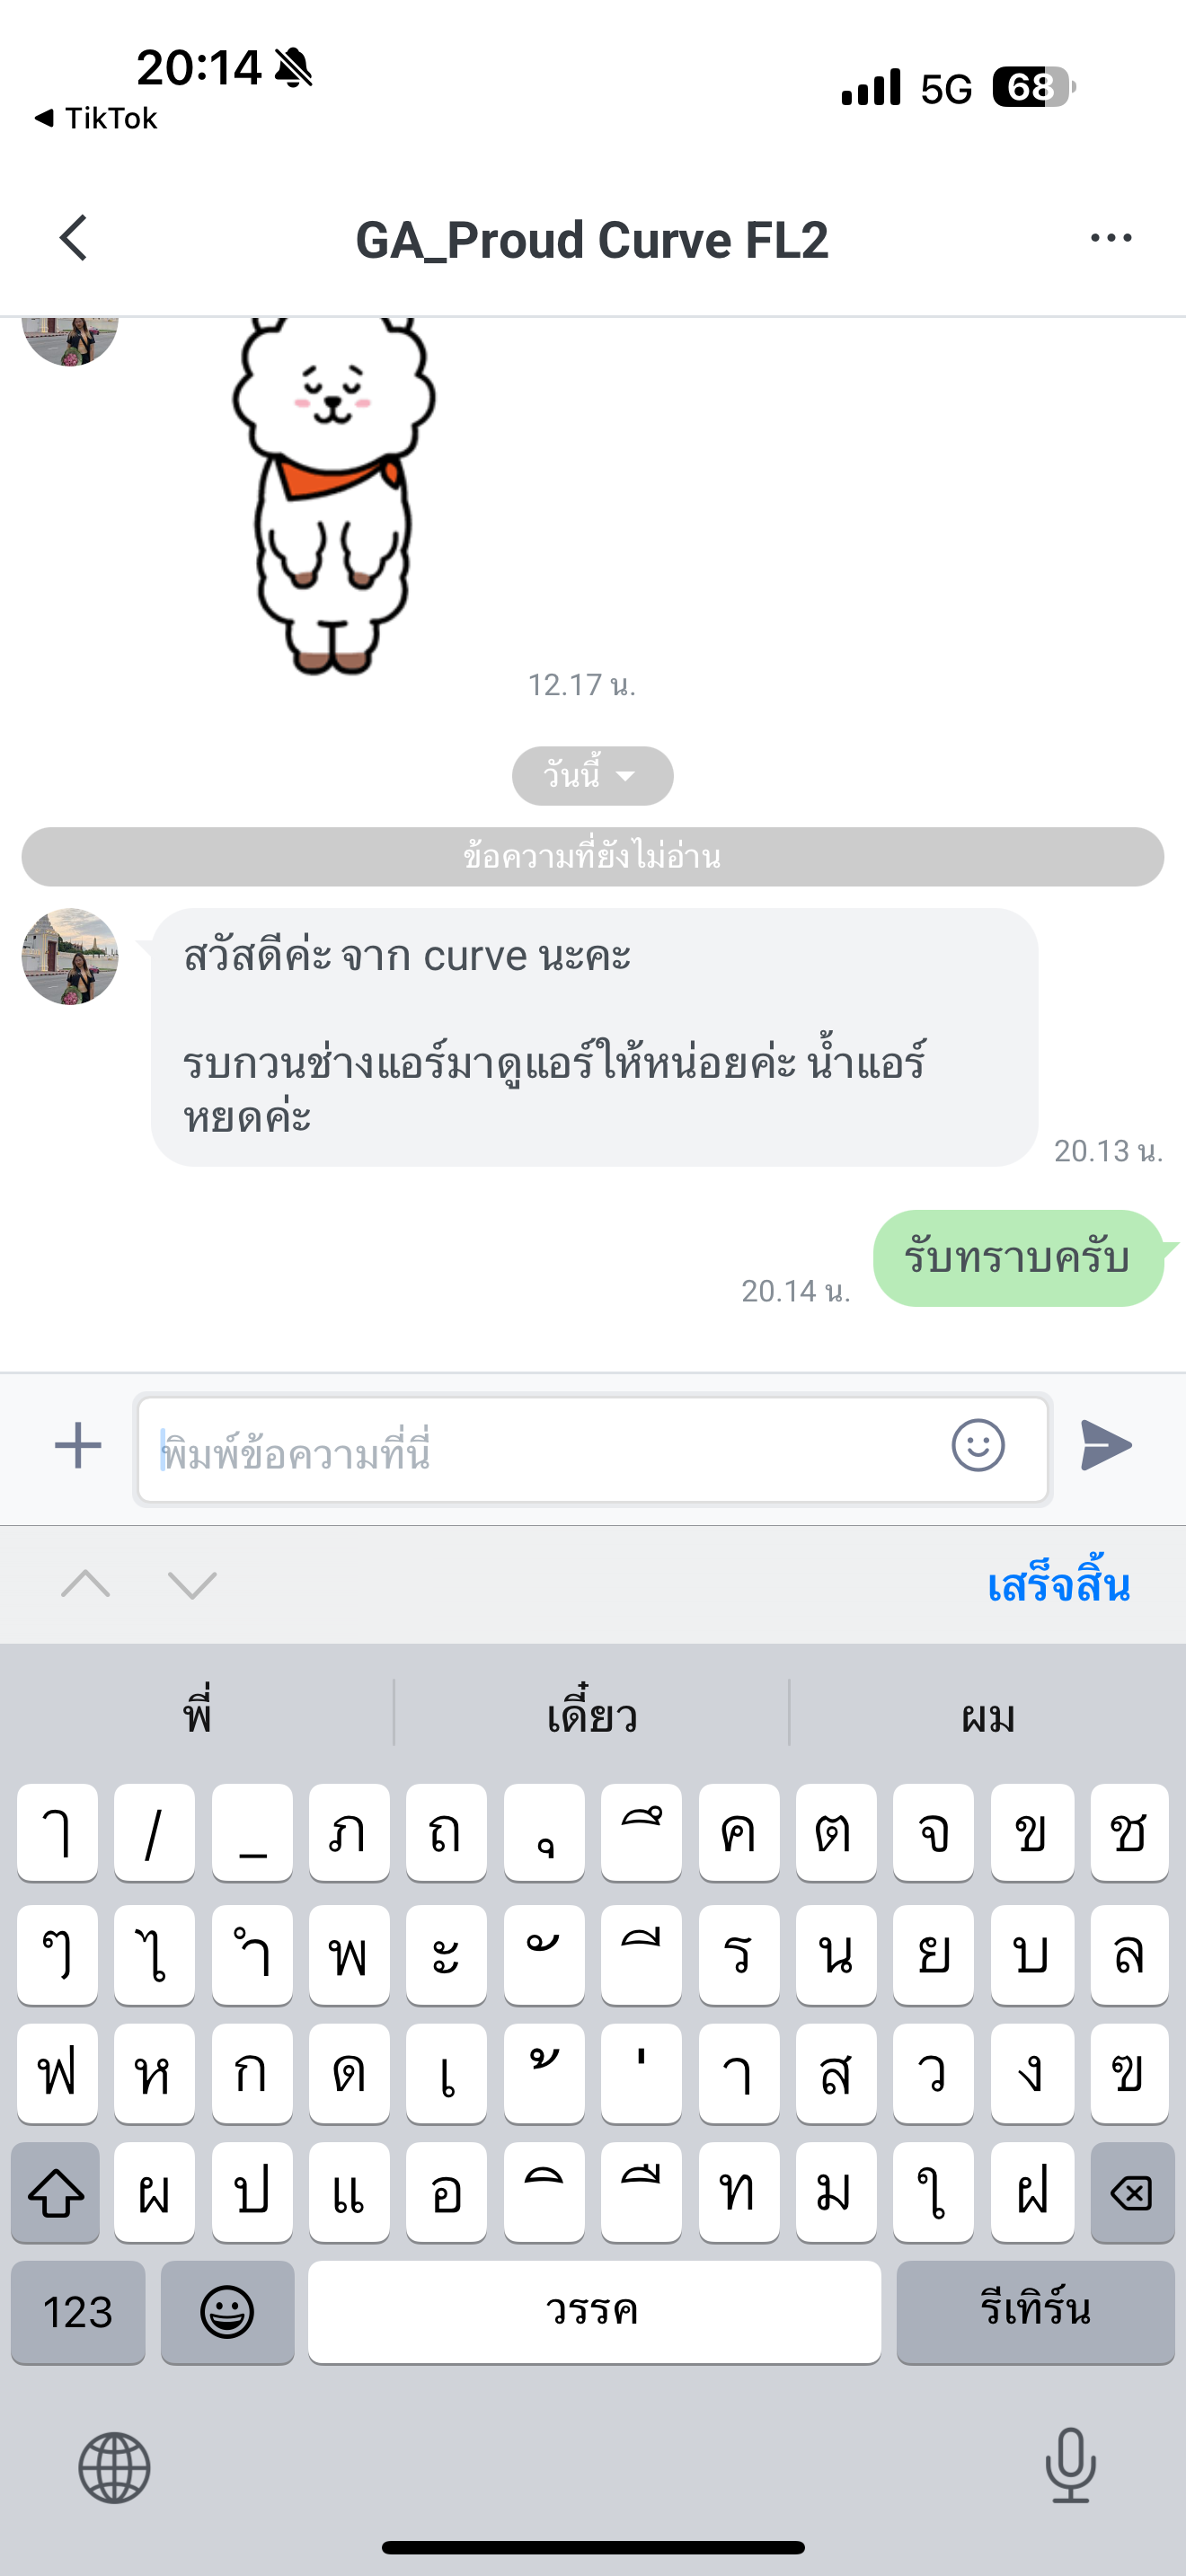 20:14
68
5G
◀ TikTok
GA_Proud Curve FL2
12.17 น.
วันนี้
ข้อความที่ยังไม่อ่าน
สวัสดีค่ะ จาก curve นะคะ
รบกวนช่างแอร์มาดูแอร์ให้หน่อยค่ะ น้ำแอร์
หยดค่ะ
20.13 น.
รับทราบครับ
20.14 น.
พิมพ์ข้อความที่นี่
เสร็จสิ้น
พี่ เดี๋ยว ผม
ๅ / _ ภ ถ ุ ึ ค ต จ ข ช
ๆ ไ ำ พ ะ ั ี ร น ย บ ล
ฟ ห ก ด เ ้ ่ า ส ว ง ฃ
ผ ป แ อ ิ ื ท ม ใ ฝ
123 วรรค รีเทิร์น